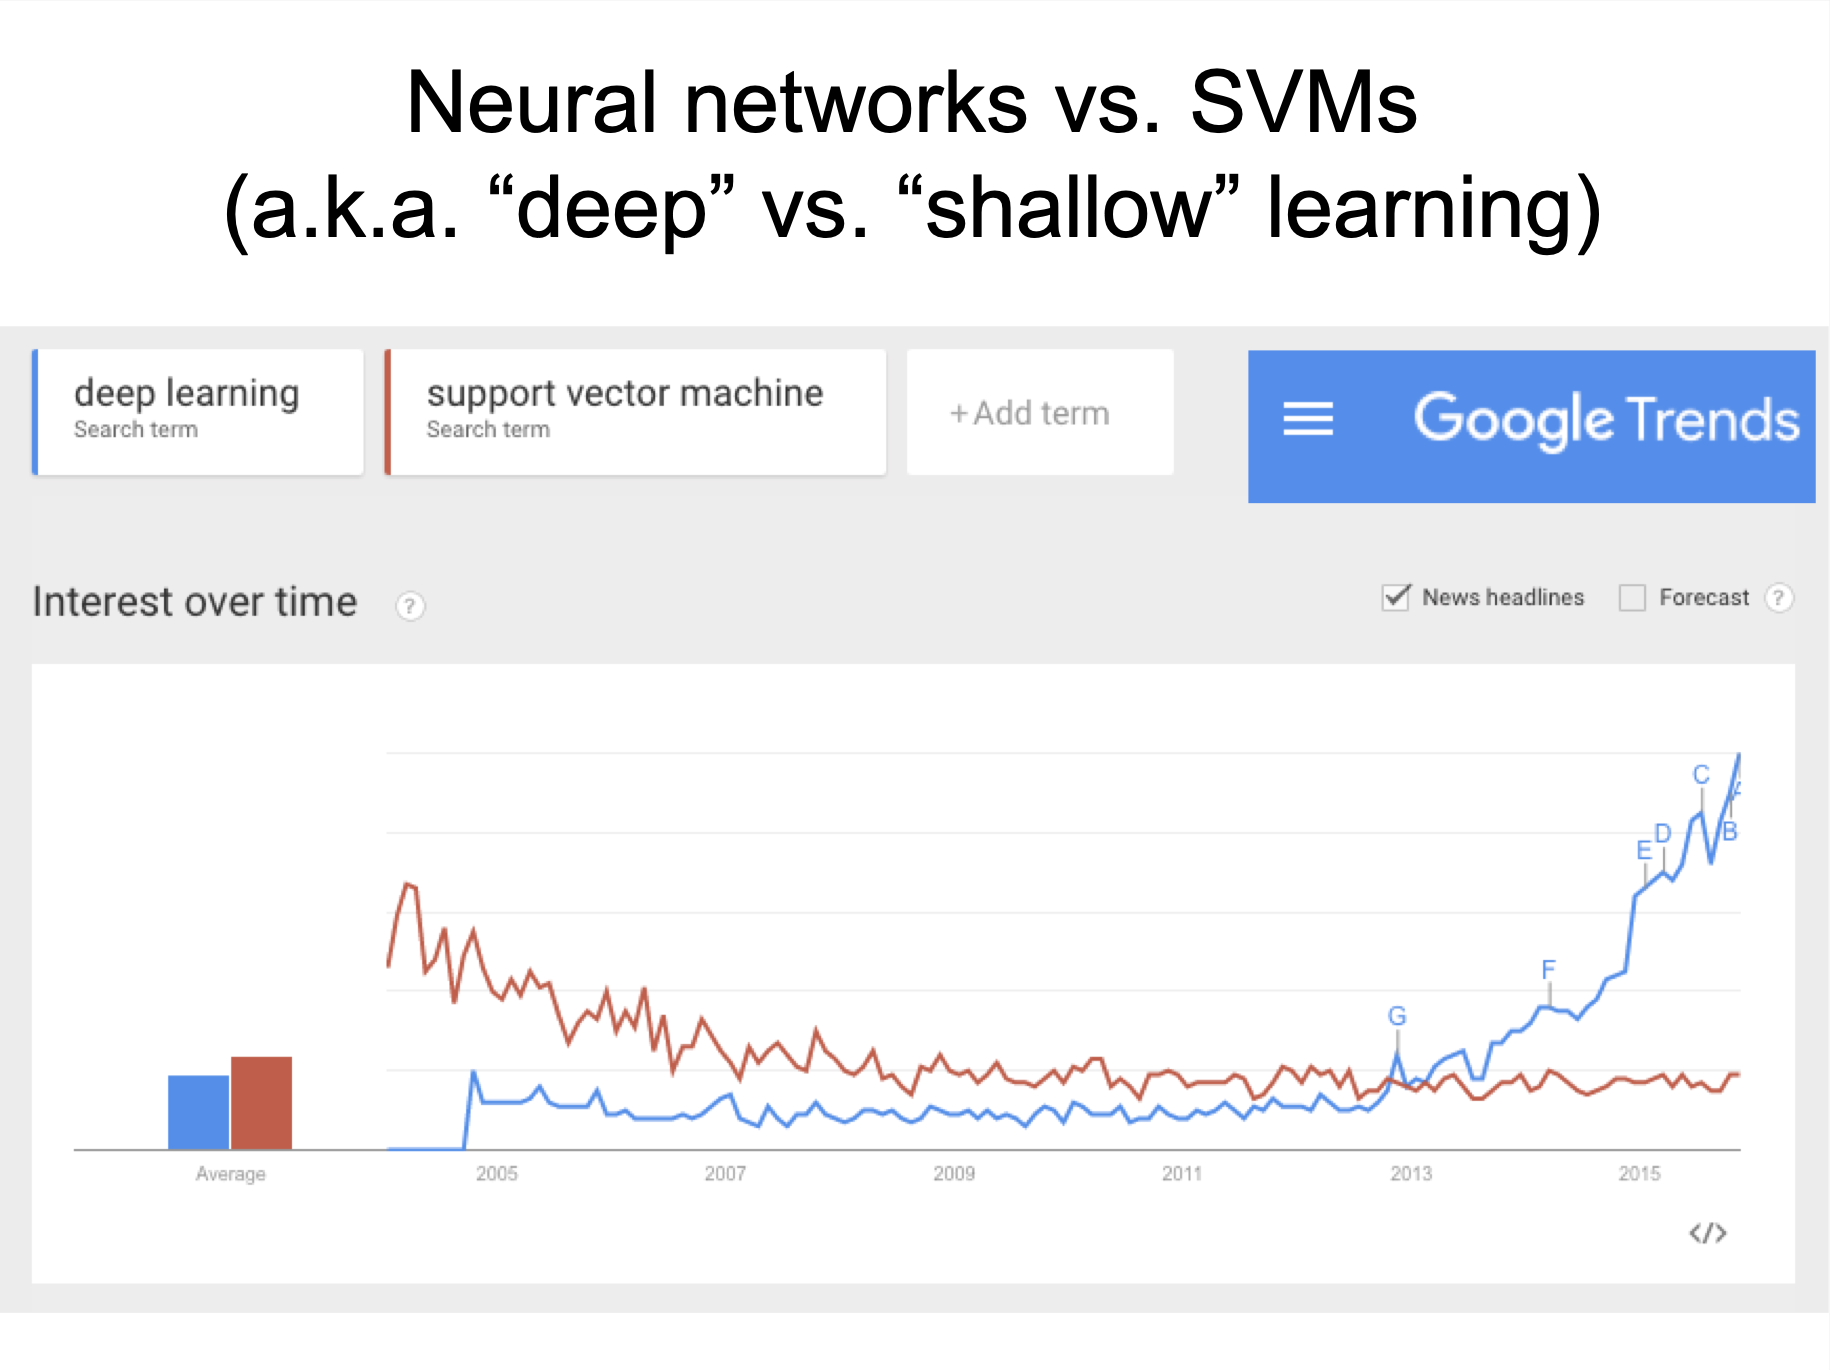 Neural networks vs. SVMs
(a.k.a. “deep” vs. “shallow” learning)
deep learning
Search term
support vector machine
Search term
+Add term
Google Trends
Interest over time ?
News headlines
Forecast ?
C
A
B
D
E
F
G
Average
2005
2007
2009
2011
2013
2015
</>